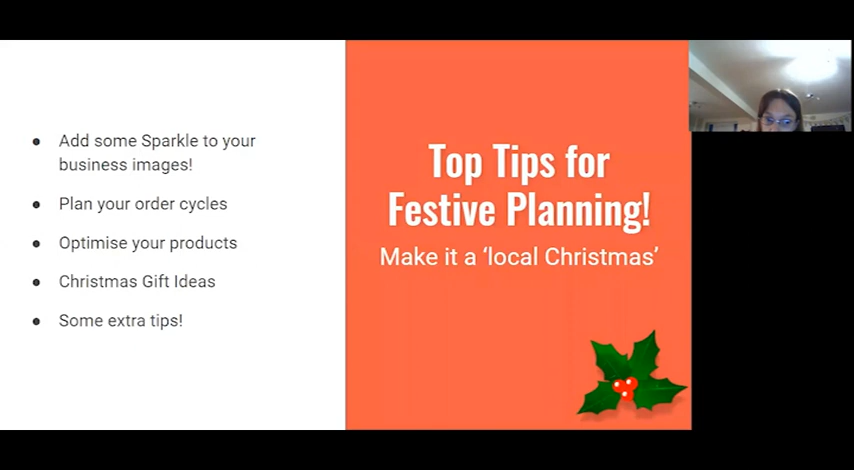 Add some Sparkle to your
business images!
Plan your order cycles
Optimise your products
Christmas Gift Ideas
Some extra tips!
Top Tips for
Festive Planning!
Make it a ‘local Christmas’